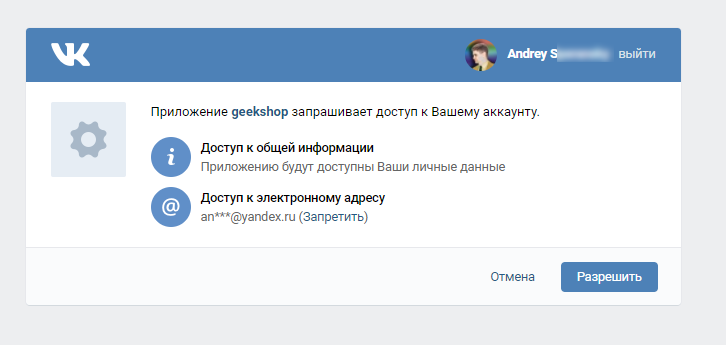 VK
Andrey выйти
Приложение geekshop запрашивает доступ к Вашему аккаунту.
i
Доступ к общей информации
Приложению будут доступны Ваши личные данные
@
Доступ к электронному адресу
an***@yandex.ru (Запретить)
Отмена Разрешить